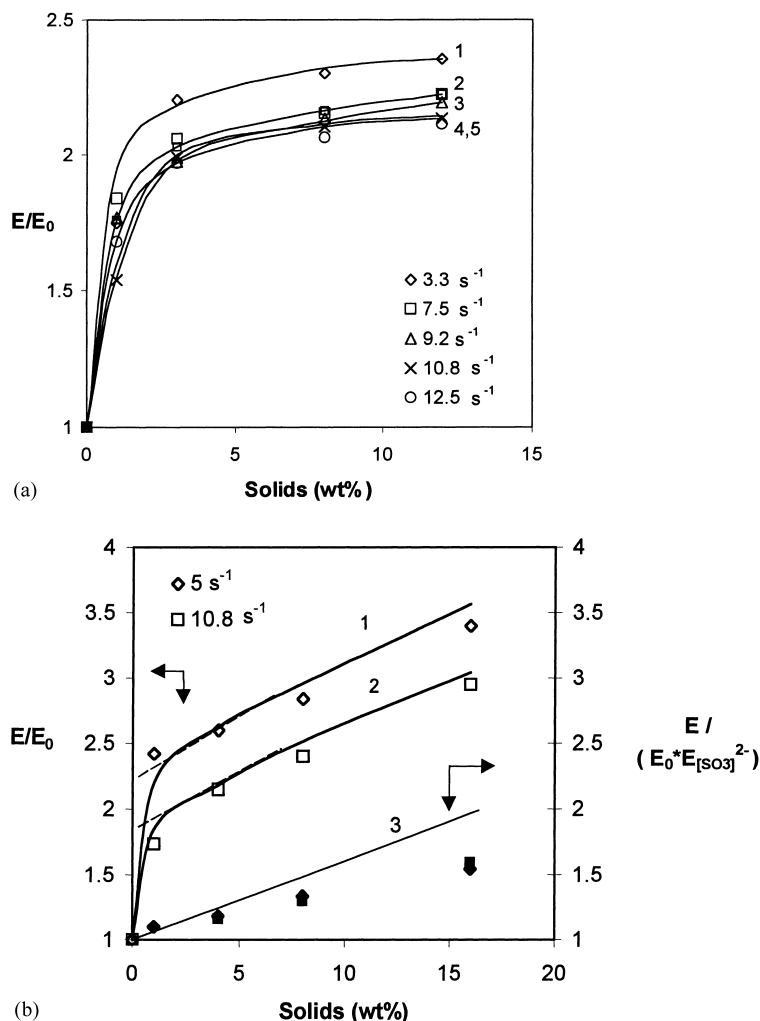 2.5
1
2
3
4,5
2
E/E₀
1.5
3.3 s⁻¹
7.5 s⁻¹
9.2 s⁻¹
10.8 s⁻¹
12.5 s⁻¹
1
0 5 10 15
(a)
Solids (wt%)
4 4
5 s⁻¹
10.8 s⁻¹
3.5 1 3.5
3 2 3
E/E₀ 2.5 2.5 E /
( E₀*E[SO3]²⁻)
2 2
3
1.5 1.5
1 1
0 5 10 15 20
(b)
Solids (wt%)